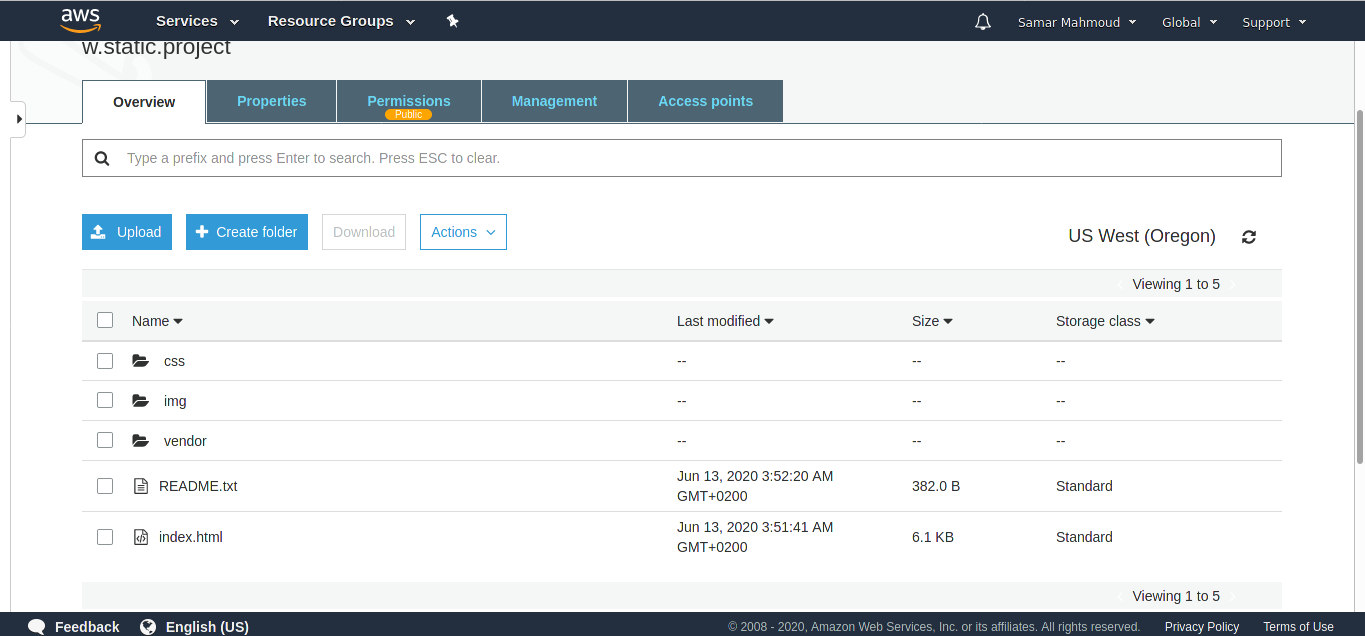 aws Services Resource Groups Samar Mahmoud Global Support
w.static.project
Overview Properties Permissions Management Access points
Public
Type a prefix and press Enter to search. Press ESC to clear.
Upload Create folder Download Actions US West (Oregon)
Viewing 1 to 5
Name Last modified Size Storage class
css -- -- --
img -- -- --
vendor -- -- --
README.txt Jun 13, 2020 3:52:20 AM 382.0 B Standard
GMT+0200
index.html Jun 13, 2020 3:51:41 AM 6.1 KB Standard
GMT+0200
Viewing 1 to 5
Feedback English (US) © 2008 - 2020, Amazon Web Services, Inc. or its affiliates. All rights reserved. Privacy Policy Terms of Use